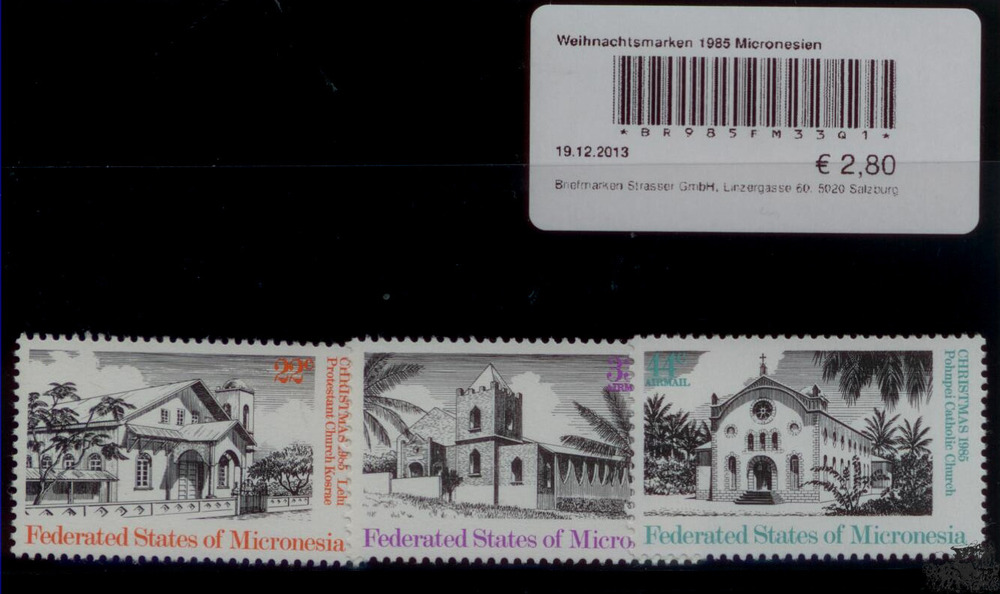 Weihnachtsmarken 1985 Micronesien
*BR985FM33Q1*
19.12.2013
€ 2,80
Briefmarken Strasser GmbH, Linzergasse 60, 5020 Salzburg
22¢
CHRISTMAS 1985
Protestant Church Kosrae
Federated States of Micronesia
3
AIRM
Federated States of Micro
44¢
AIRMAIL
CHRISTMAS 1985
Pohnpei Catholic Church
Federated States of Micronesia